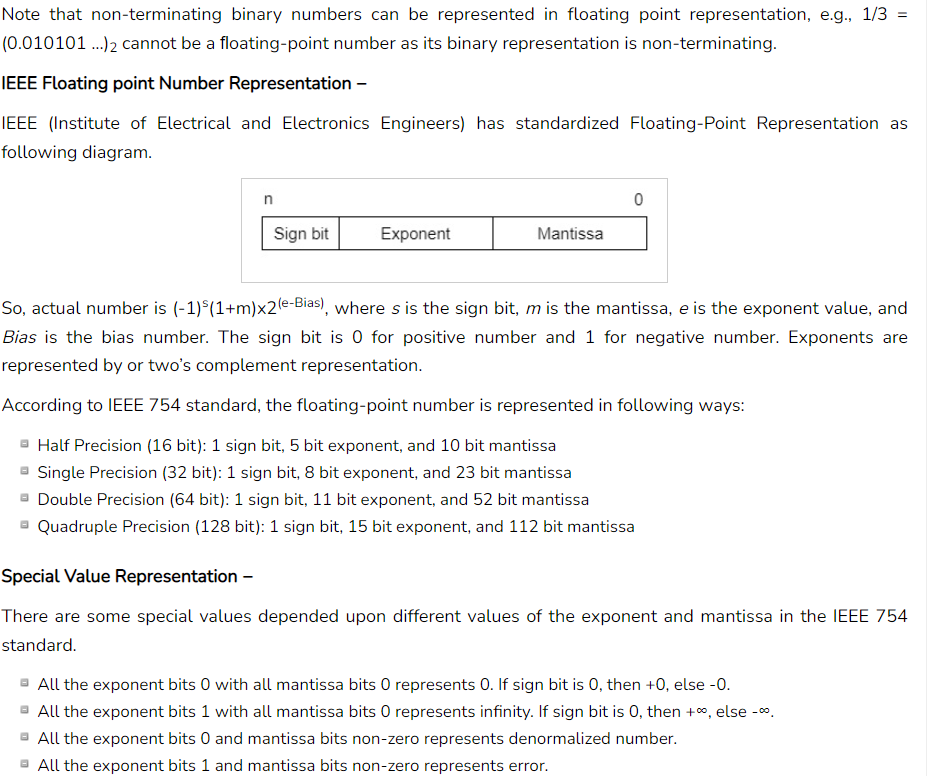 Note that non-terminating binary numbers can be represented in floating point representation, e.g., 1/3 =
(0.010101 ...)₂ cannot be a floating-point number as its binary representation is non-terminating.
IEEE Floating point Number Representation −
IEEE (Institute of Electrical and Electronics Engineers) has standardized Floating-Point Representation as
following diagram.
n 0
Sign bit Exponent Mantissa
So, actual number is (-1)ˢ(1+m)x2⁽ᵉ⁻ᴮⁱᵃˢ⁾, where s is the sign bit, m is the mantissa, e is the exponent value, and
Bias is the bias number. The sign bit is 0 for positive number and 1 for negative number. Exponents are
represented by or two's complement representation.
According to IEEE 754 standard, the floating-point number is represented in following ways:
Half Precision (16 bit): 1 sign bit, 5 bit exponent, and 10 bit mantissa
Single Precision (32 bit): 1 sign bit, 8 bit exponent, and 23 bit mantissa
Double Precision (64 bit): 1 sign bit, 11 bit exponent, and 52 bit mantissa
Quadruple Precision (128 bit): 1 sign bit, 15 bit exponent, and 112 bit mantissa
Special Value Representation −
There are some special values depended upon different values of the exponent and mantissa in the IEEE 754
standard.
All the exponent bits 0 with all mantissa bits 0 represents 0. If sign bit is 0, then +0, else -0.
All the exponent bits 1 with all mantissa bits 0 represents infinity. If sign bit is 0, then +∞, else -∞.
All the exponent bits 0 and mantissa bits non-zero represents denormalized number.
All the exponent bits 1 and mantissa bits non-zero represents error.